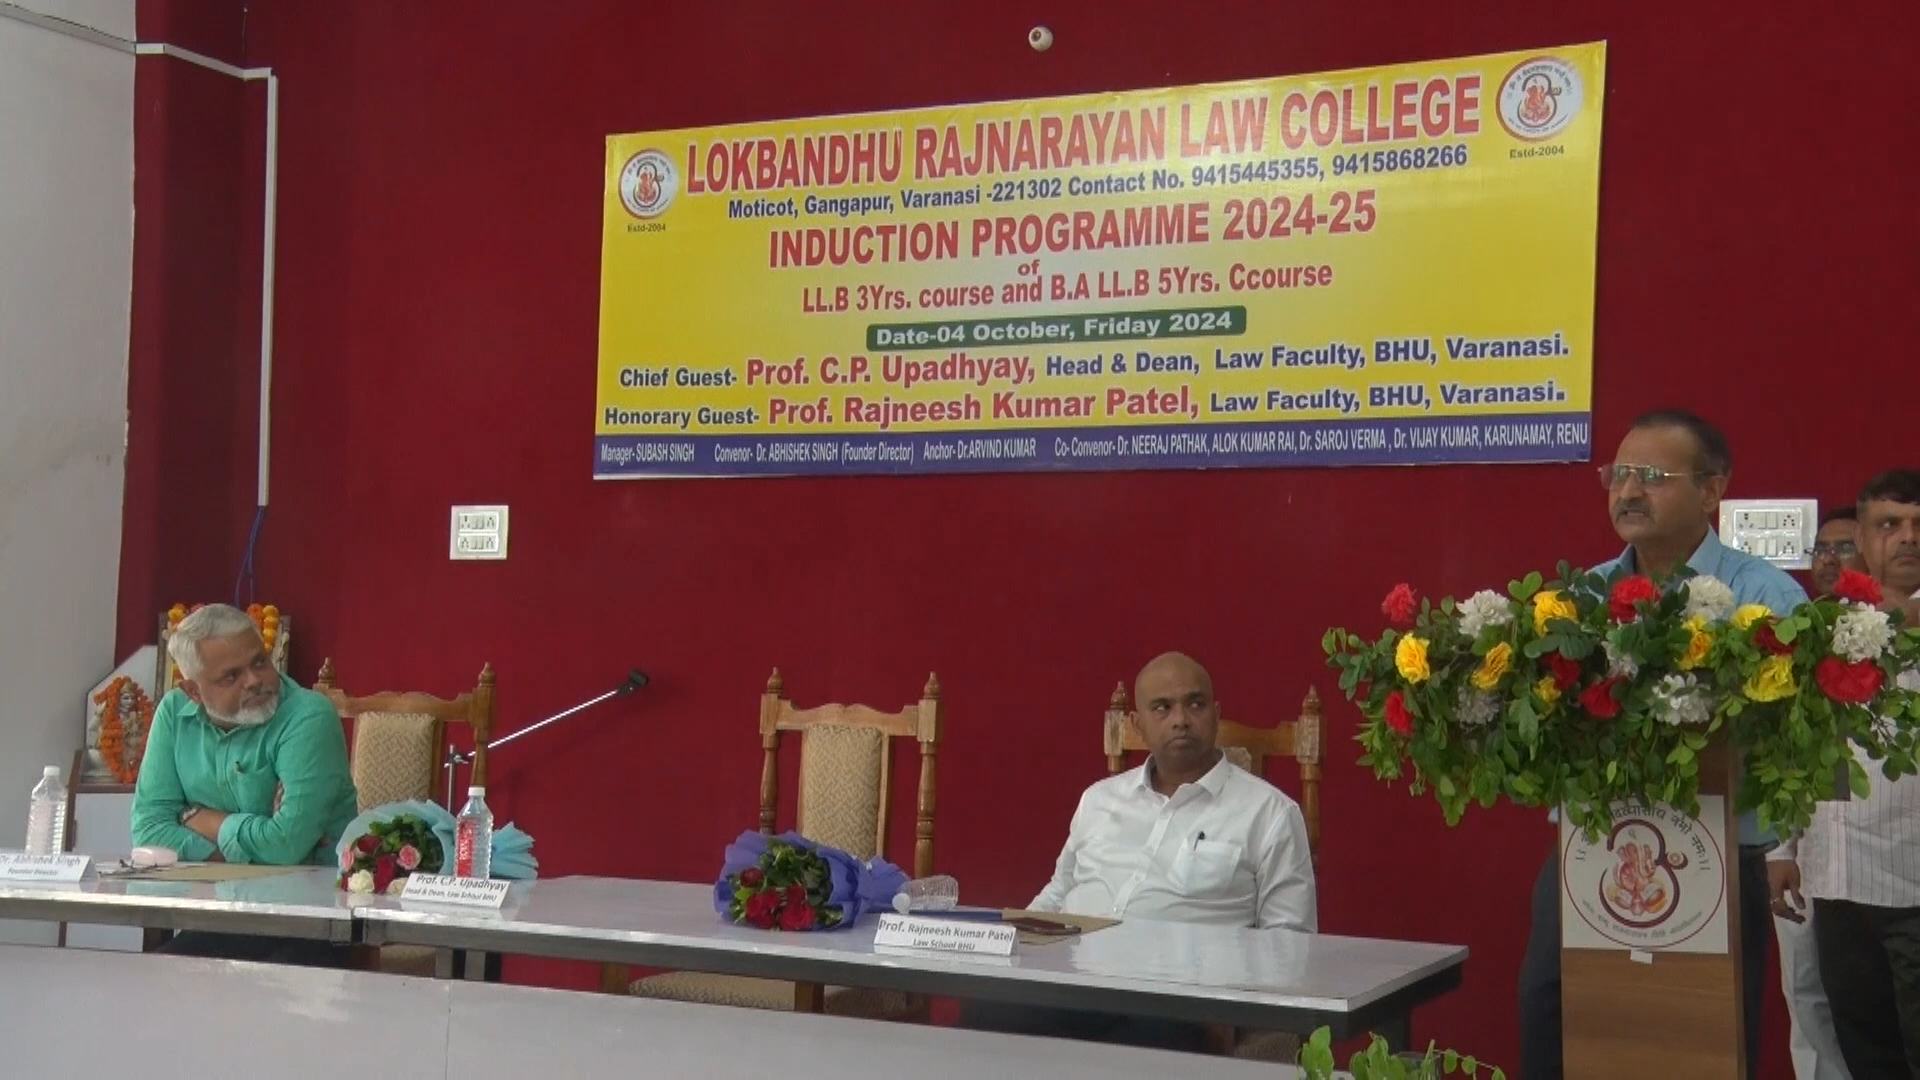 LOKBANDHU RAJNARAYAN LAW COLLEGE
Estd-2004
Estd-2004
Moticot, Gangapur, Varanasi -221302 Contact No. 9415445355, 9415868266
INDUCTION PROGRAMME 2024-25
of
LL.B 3Yrs. course and B.A LL.B 5Yrs. Ccourse
Date-04 October, Friday 2024
Chief Guest- Prof. C.P. Upadhyay, Head & Dean, Law Faculty, BHU, Varanasi.
Honorary Guest- Prof. Rajneesh Kumar Patel, Law Faculty, BHU, Varanasi.
Manager- SUBASH SINGH Convenor- Dr. ABHISHEK SINGH (Founder Director) Anchor- Dr. ARVIND KUMAR Co- Convenor- Dr. NEERAJ PATHAK, ALOK KUMAR RAI, Dr. SAROJ VERMA , Dr. VIJAY KUMAR, KARUNAMAY, RENU
Dr. Abhishek Singh
Founder Director
Prof. C.P. Upadhyay
Head & Dean, Law School BHU
Prof. Rajneesh Kumar Patel
Law School BHU